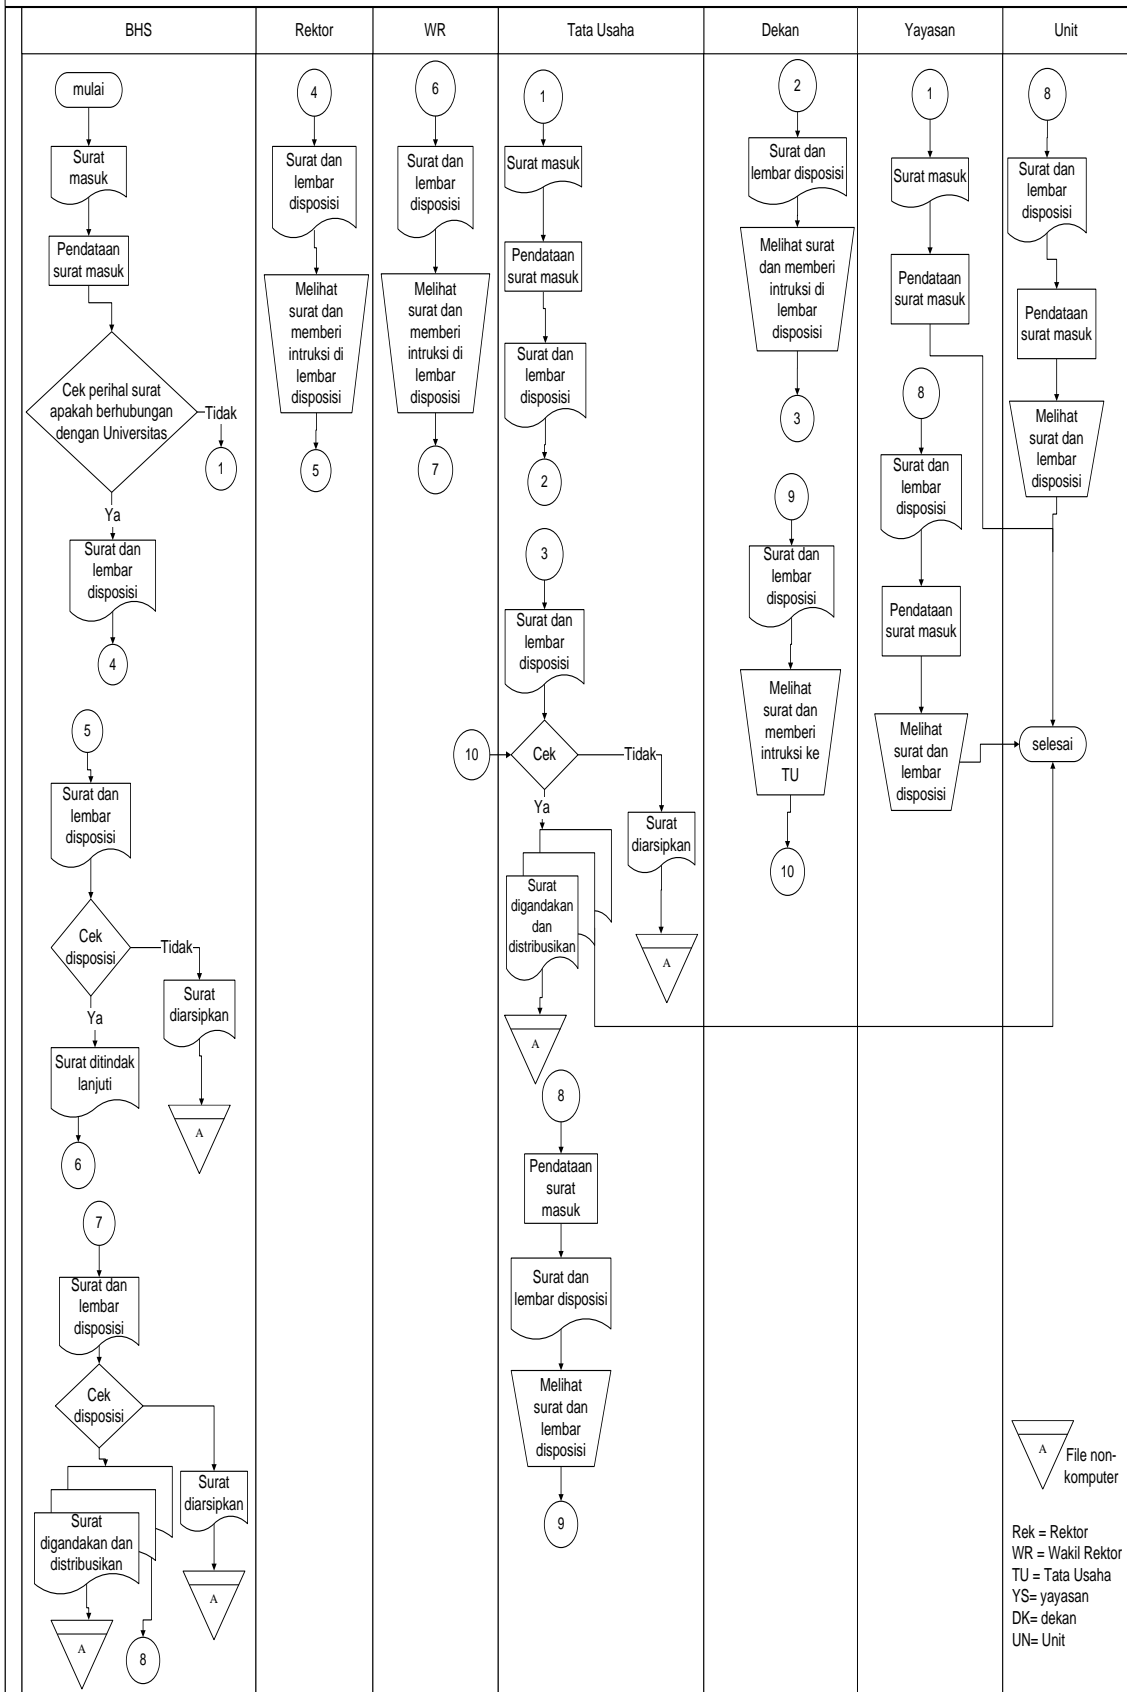 BHS
Rektor
WR
Tata Usaha
Dekan
Yayasan
Unit
mulai
Surat
masuk
Pendataan
surat masuk
Cek perihal surat
apakah berhubungan
dengan Universitas
Tidak
1
Ya
Surat dan
lembar
disposisi
4
5
Surat dan
lembar
disposisi
Cek
disposisi
Tidak
Surat
diarsipkan
A
Ya
Surat ditindak
lanjuti
6
7
Surat dan
lembar
disposisi
Cek
disposisi
Surat
diarsipkan
A
Surat
digandakan dan
distribusikan
A
8
4
Surat dan
lembar
disposisi
Melihat
surat dan
memberi
intruksi di
lembar
disposisi
5
6
Surat dan
lembar
disposisi
Melihat
surat dan
memberi
intruksi di
lembar
disposisi
7
1
Surat masuk
Pendataan
surat masuk
Surat dan
lembar
disposisi
2
3
Surat dan
lembar
disposisi
10
Cek
Tidak
Surat
diarsipkan
A
Ya
Surat
digandakan
dan
distribusikan
A
8
Pendataan
surat
masuk
Surat dan
lembar disposisi
Melihat
surat dan
lembar
disposisi
9
2
Surat dan
lembar disposisi
Melihat surat
dan memberi
intruksi di
lembar
disposisi
3
9
Surat dan
lembar
disposisi
Melihat
surat dan
memberi
intruksi ke
TU
10
1
Surat masuk
Pendataan
surat masuk
8
Surat dan
lembar
disposisi
Pendataan
surat masuk
Melihat
surat dan
lembar
disposisi
8
Surat dan
lembar
disposisi
Pendataan
surat masuk
Melihat
surat dan
lembar
disposisi
selesai
A
File non-
komputer
Rek = Rektor
WR = Wakil Rektor
TU = Tata Usaha
YS= yayasan
DK= dekan
UN= Unit